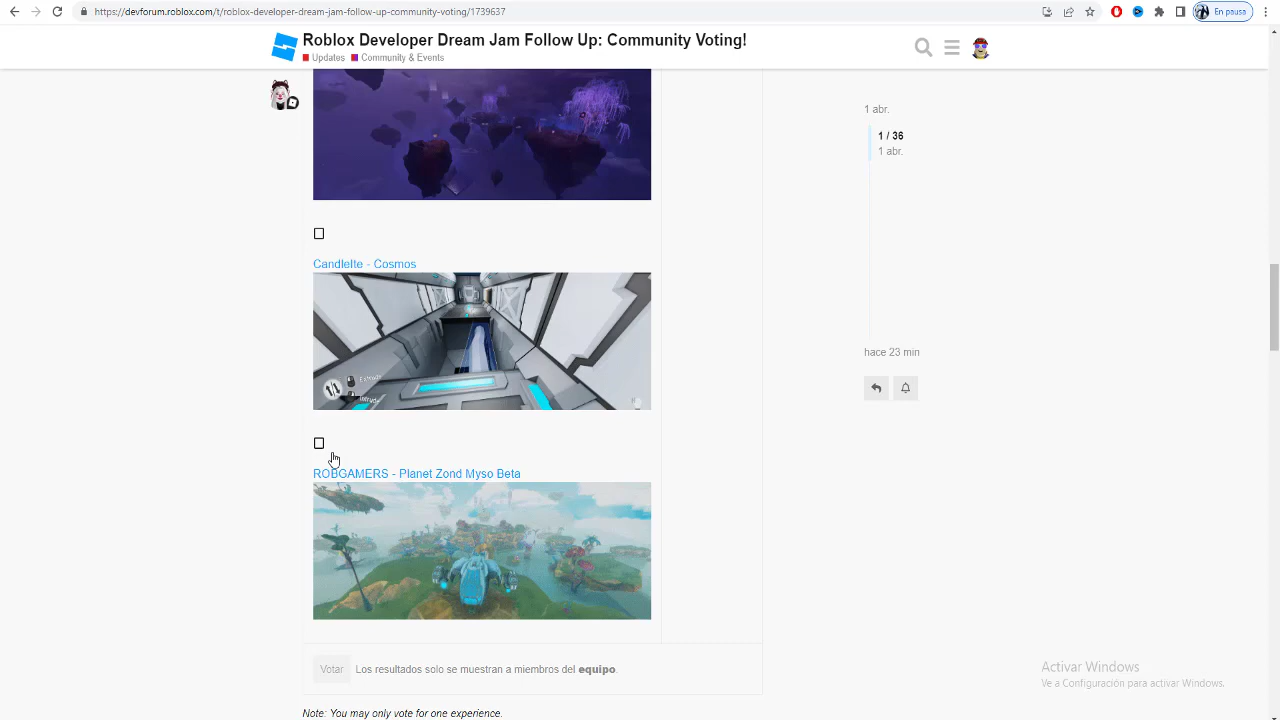 https://devforum.roblox.com/t/roblox-developer-dream-jam-follow-up-community-voting/1739637
En pausa
Roblox Developer Dream Jam Follow Up: Community Voting!
Updates Community & Events
1 abr.
1 / 36
1 abr.
Candlelte - Cosmos
hace 23 min
ROBGAMERS - Planet Zond Myso Beta
Votar Los resultados solo se muestran a miembros del equipo.
Activar Windows
Ve a Configuración para activar Windows.
Note: You may only vote for one experience.